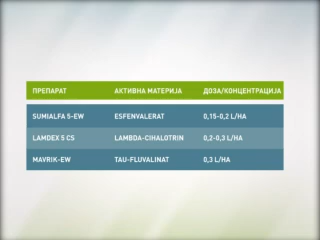 ПРЕПАРАТ АКТИВНА МАТЕРИЈА ДОЗА/КОНЦЕНТРАЦИЈА
SUMIALFA 5-EW ESFENVALERAT 0,15-0,2 L/HA
LAMDEX 5 CS LAMBDA-CIHALOTRIN 0,2-0,3 L/HA
MAVRIK-EW TAU-FLUVALINAT 0,3 L/HA